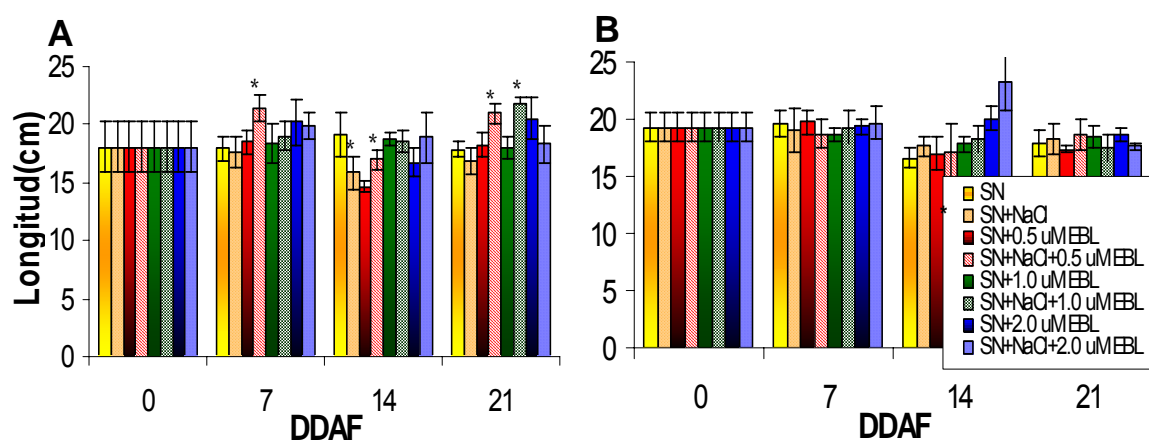 A
Longitud(cm)
25
20
15
10
5
0
*
*
*
*
*
0 7 14 21
DDAF
B
25
20
15
10
5
0
*
0 7 14 21
DDAF
SN
SN+NaCl
SN+0.5 uMEBL
SN+NaCl+0.5 uMEBL
SN+1.0 uMEBL
SN+NaCl+1.0 uMEBL
SN+2.0 uMEBL
SN+NaCl+2.0 uMEBL